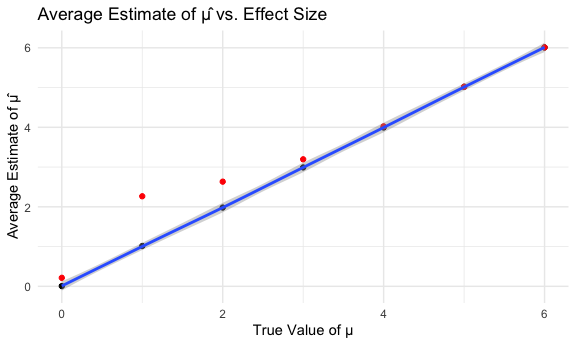 Average Estimate of μ̂ vs. Effect Size
Average Estimate of μ̂
6
4
2
0
0
2
4
6
True Value of μ